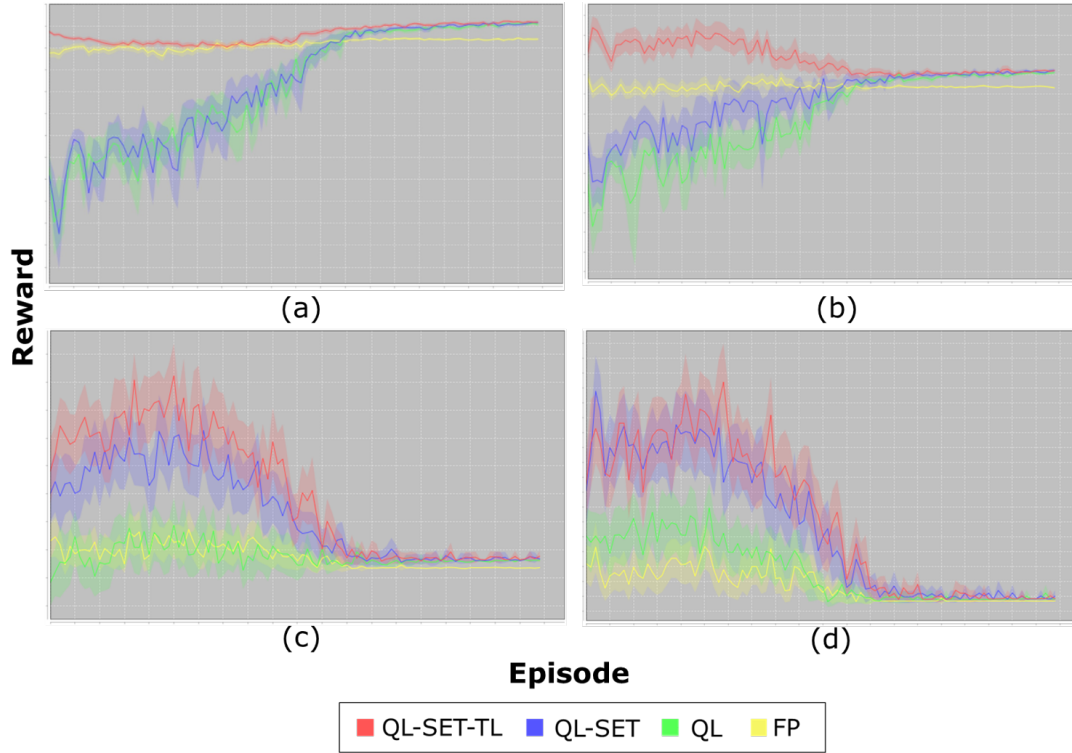 Reward
(a)
(b)
(c)
(d)
Episode
QL-SET-TL QL-SET QL FP